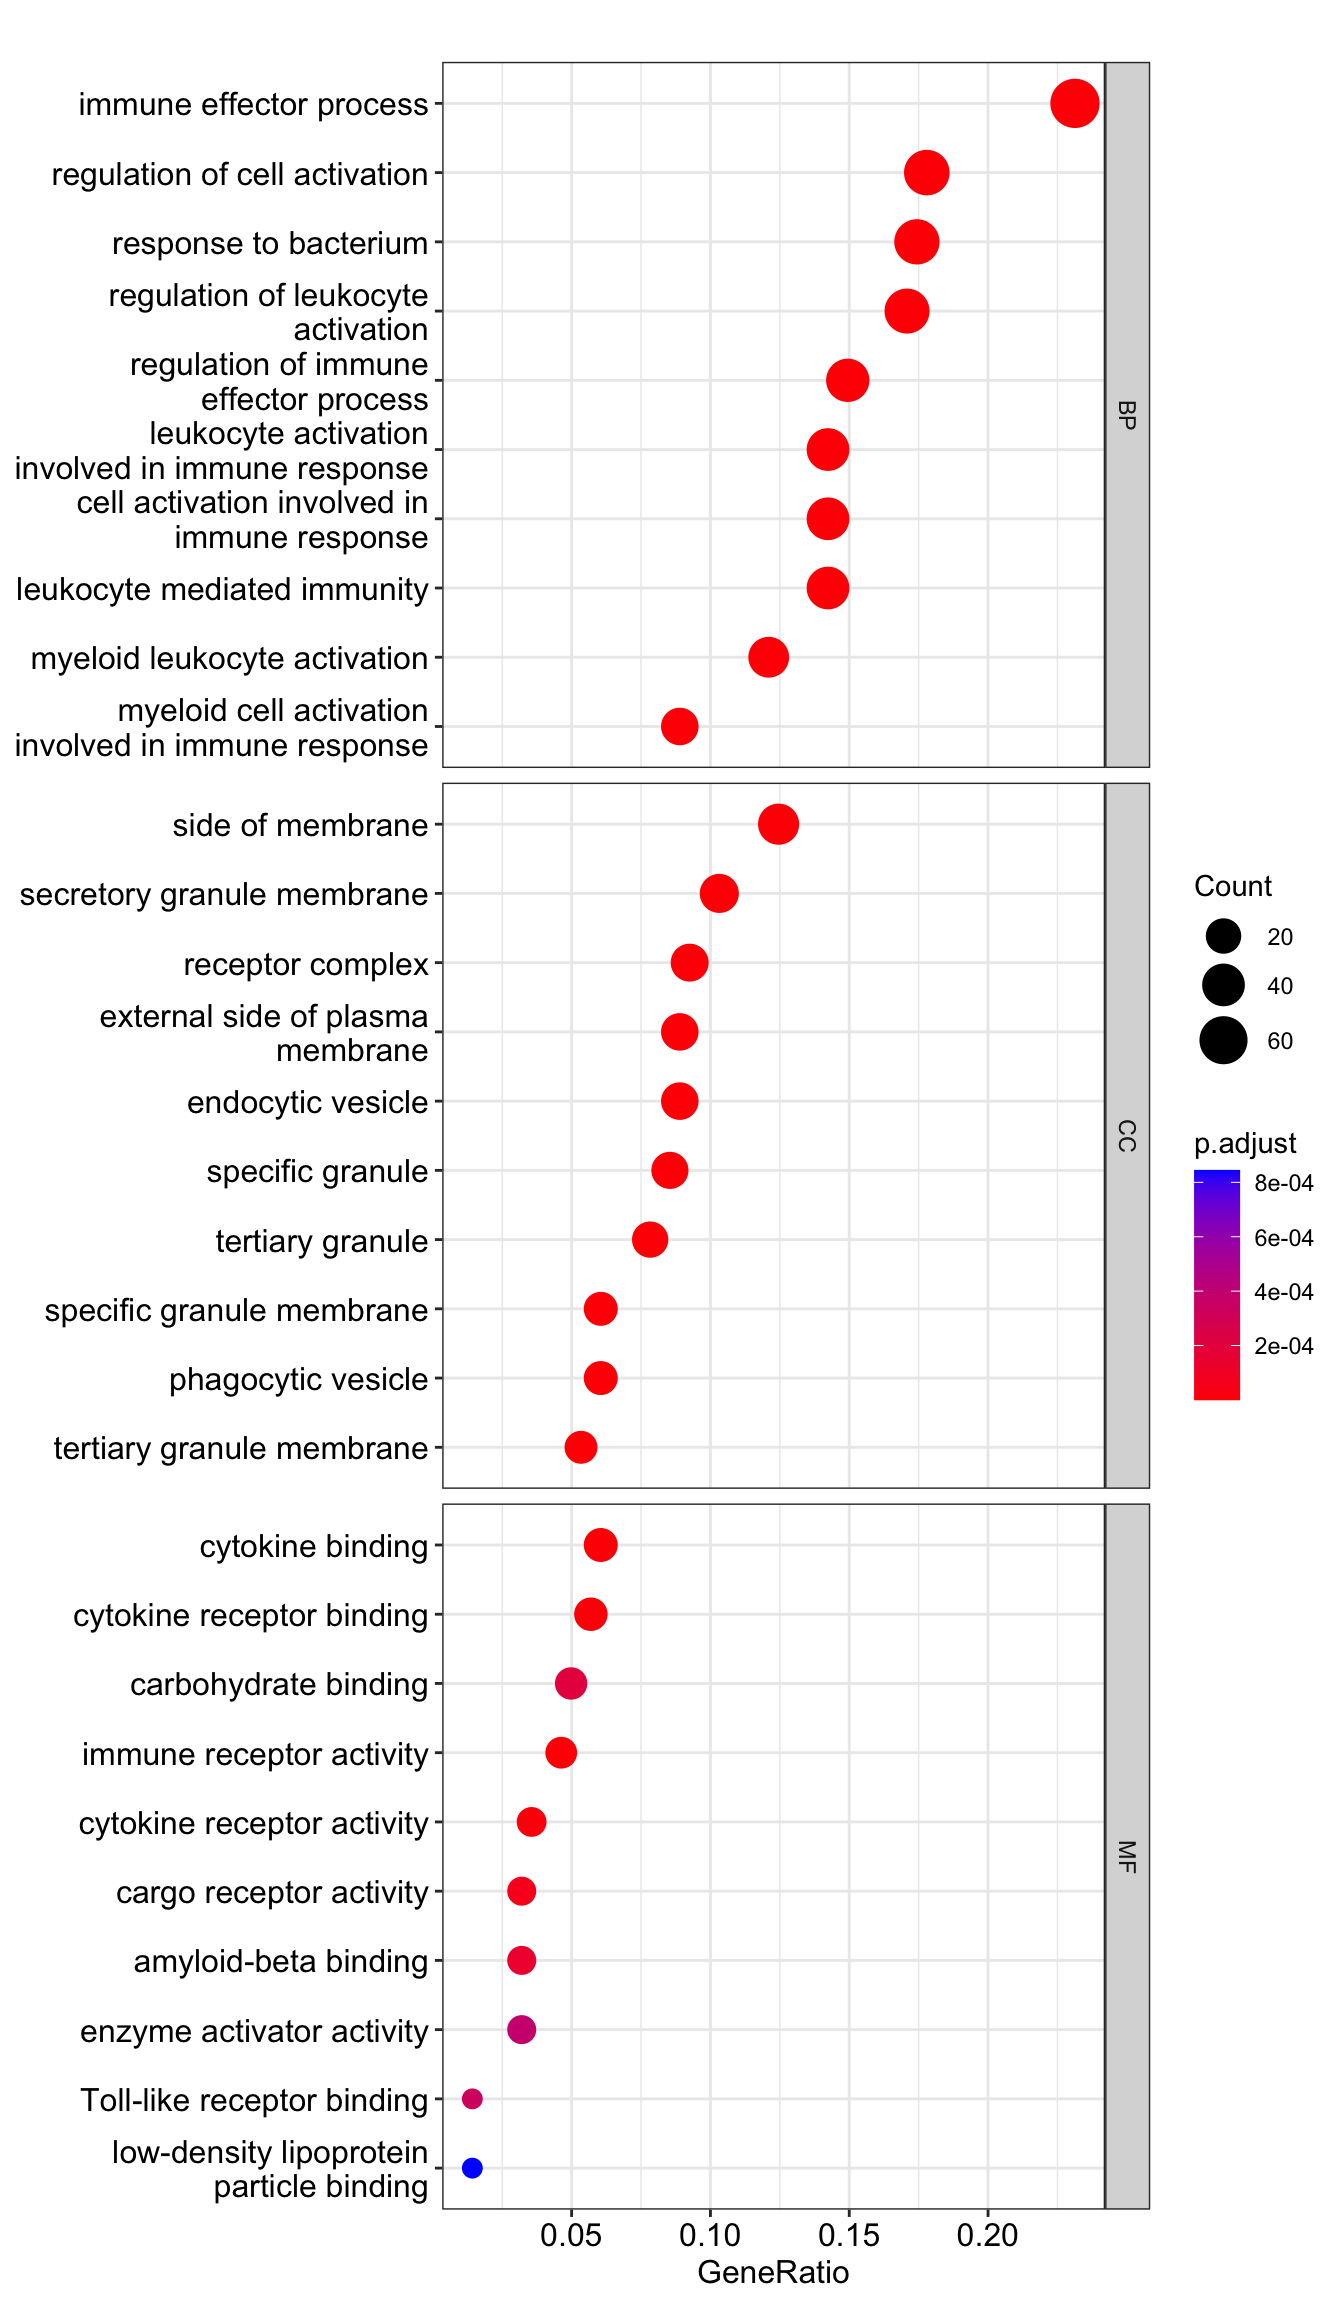 immune effector process
regulation of cell activation
response to bacterium
regulation of leukocyte
activation
regulation of immune
effector process
leukocyte activation
involved in immune response
cell activation involved in
immune response
leukocyte mediated immunity
myeloid leukocyte activation
myeloid cell activation
involved in immune response
BP
side of membrane
secretory granule membrane
receptor complex
external side of plasma
membrane
endocytic vesicle
specific granule
tertiary granule
specific granule membrane
phagocytic vesicle
tertiary granule membrane
CC
cytokine binding
cytokine receptor binding
carbohydrate binding
immune receptor activity
cytokine receptor activity
cargo receptor activity
amyloid-beta binding
enzyme activator activity
Toll-like receptor binding
low-density lipoprotein
particle binding
MF
0.05 0.10 0.15 0.20
GeneRatio
Count
20
40
60
p.adjust
8e-04
6e-04
4e-04
2e-04